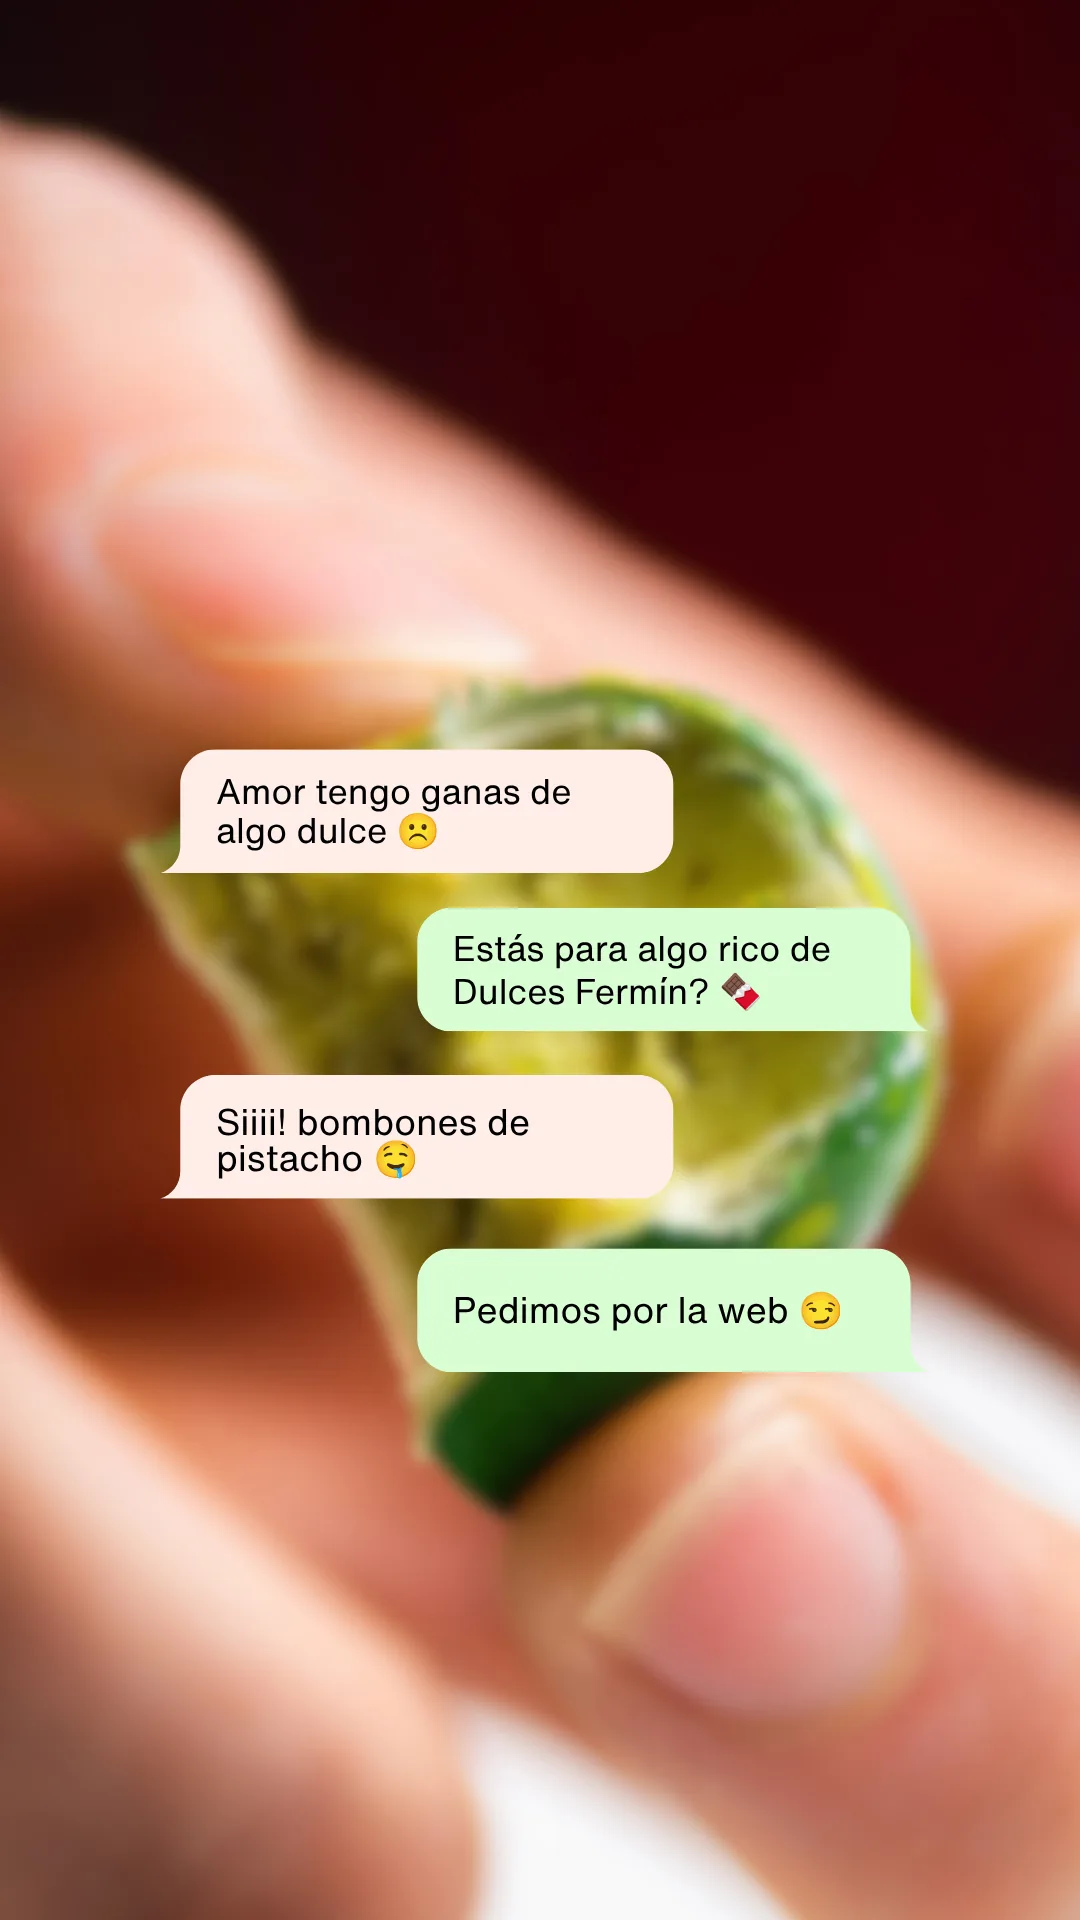 Amor tengo ganas de
algo dulce ☹️
Estás para algo rico de
Dulces Fermín? 🍫
Siiii! bombones de
pistacho 🤤
Pedimos por la web 😏